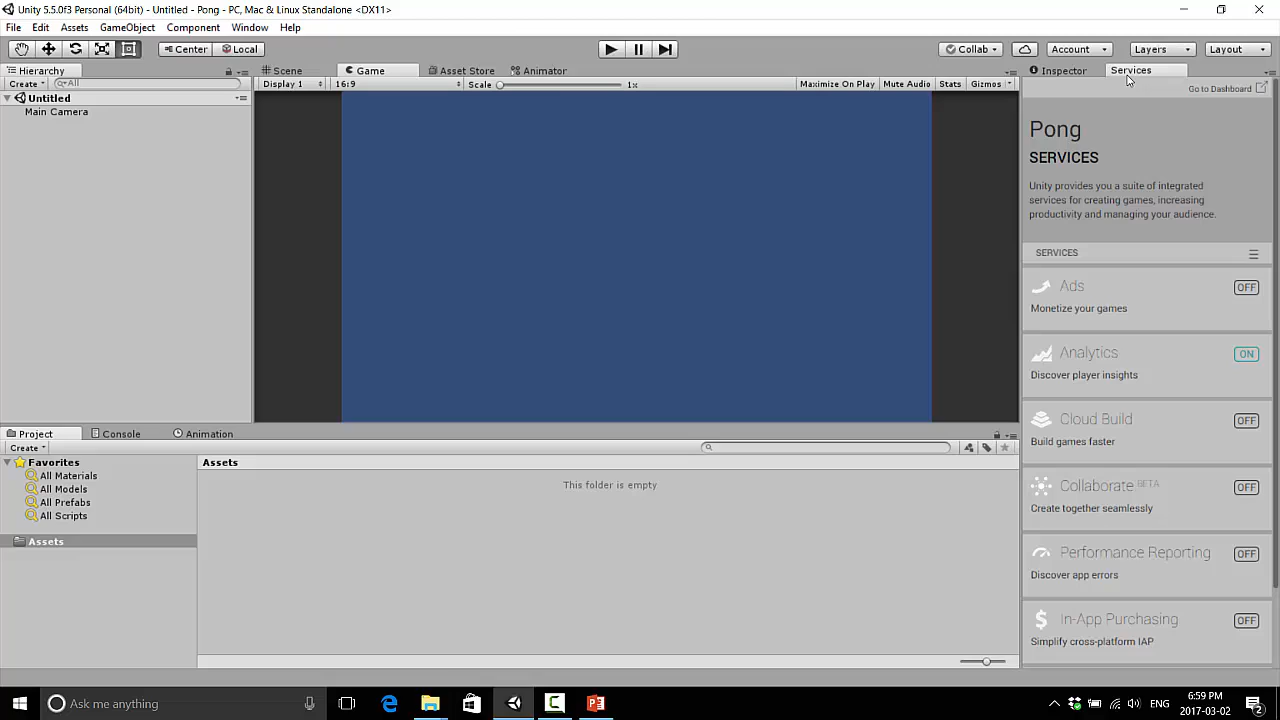 Unity 5.5.0f3 Personal (64bit) - Untitled - Pong - PC, Mac & Linux Standalone <DX11>
File Edit Assets GameObject Component Window Help
Center Local Collab Account Layers Layout
Hierarchy Scene Game Asset Store Animator Inspector Services
Create All Display 1 16:9 Scale 1x Maximize On Play Mute Audio Stats Gizmos Go to Dashboard
Untitled
Main Camera
Pong
SERVICES
Unity provides you a suite of integrated
services for creating games, increasing
productivity and managing your audience.
SERVICES
Ads OFF
Monetize your games
Analytics ON
Discover player insights
Cloud Build OFF
Build games faster
Collaborate BETA OFF
Create together seamlessly
Performance Reporting OFF
Discover app errors
In-App Purchasing OFF
Simplify cross-platform IAP
Project Console Animation
Create
Favorites Assets
All Materials This folder is empty
All Models
All Prefabs
All Scripts
Assets
Ask me anything ENG 6:59 PM
2017-03-02 2